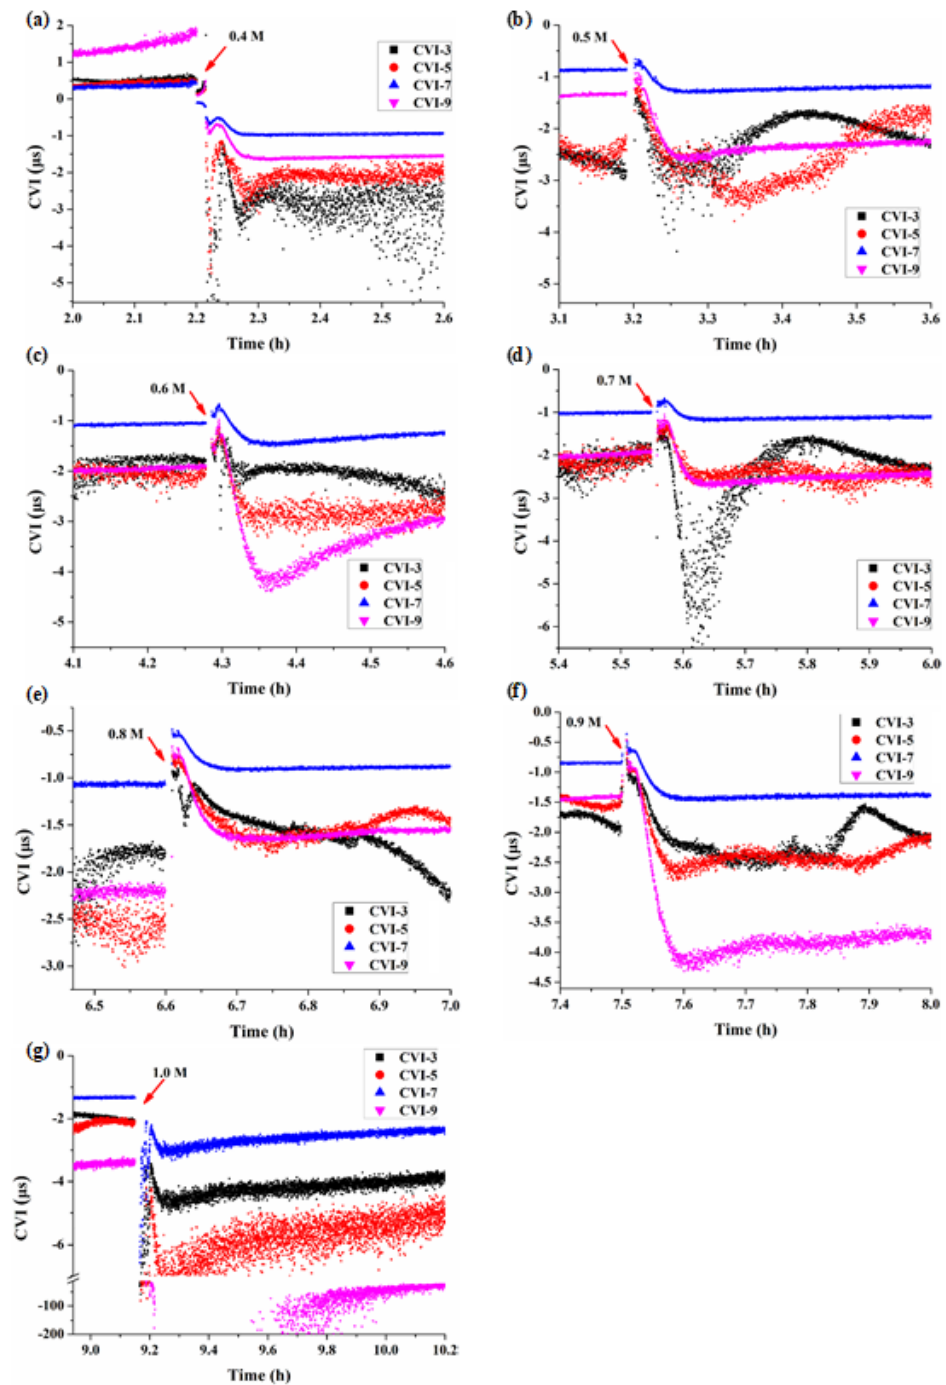 (a)
2
1
0
-1
-2
-3
-4
-5
CVI (μs)
0.4 M
CVI-3
CVI-5
CVI-7
CVI-9
2.0 2.1 2.2 2.3 2.4 2.5 2.6
Time (h)
(b)
0
-1
-2
-3
-4
-5
CVI (μs)
0.5 M
CVI-3
CVI-5
CVI-7
CVI-9
3.1 3.2 3.3 3.4 3.5 3.6
Time (h)
(c)
0
-1
-2
-3
-4
-5
CVI (μs)
0.6 M
CVI-3
CVI-5
CVI-7
CVI-9
4.1 4.2 4.3 4.4 4.5 4.6
Time (h)
(d)
0
-1
-2
-3
-4
-5
-6
CVI (μs)
0.7 M
CVI-3
CVI-5
CVI-7
CVI-9
5.4 5.5 5.6 5.7 5.8 5.9 6.0
Time (h)
(e)
-0.5
-1.0
-1.5
-2.0
-2.5
-3.0
CVI (μs)
0.8 M
CVI-3
CVI-5
CVI-7
CVI-9
6.5 6.6 6.7 6.8 6.9 7.0
Time (h)
(f)
0.0
-0.5
-1.0
-1.5
-2.0
-2.5
-3.0
-3.5
-4.0
-4.5
CVI (μs)
0.9 M
CVI-3
CVI-5
CVI-7
CVI-9
7.4 7.5 7.6 7.7 7.8 7.9 8.0
Time (h)
(g)
0
-2
-4
-6
-100
-200
CVI (μs)
1.0 M
CVI-3
CVI-5
CVI-7
CVI-9
9.0 9.2 9.4 9.6 9.8 10.0 10.2
Time (h)